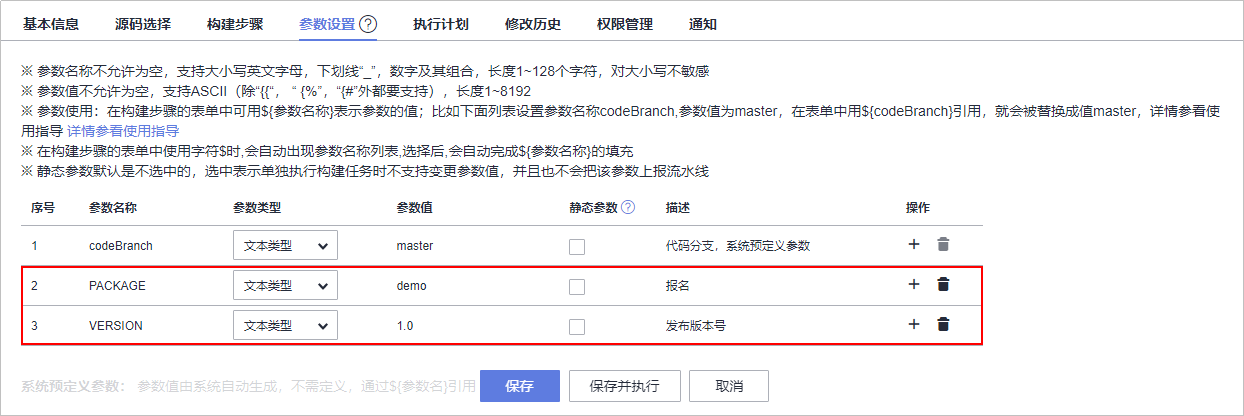 基本信息 源码选择 构建步骤 参数设置 ? 执行计划 修改历史 权限管理 通知
※ 参数名称不允许为空，支持大小写英文字母，下划线“_”，数字及其组合，长度1~128个字符，对大小写不敏感
※ 参数值不允许为空，支持ASCII（除“{{“， “ {%”，“{#”外都要支持），长度1~8192
※ 参数使用：在构建步骤的表单中可用${参数名称}表示参数的值；比如下面列表设置参数名称codeBranch,参数值为master，在表单中用${codeBranch}引用，就会被替换成值master，详情参看使
用指导 详情参看使用指导
※ 在构建步骤的表单中使用字符$时,会自动出现参数名称列表,选择后,会自动完成${参数名称}的填充
※ 静态参数默认是不选中的，选中表示单独执行构建任务时不支持变更参数值，并且也不会把该参数上报流水线
序号 参数名称 参数类型 参数值 静态参数 ? 描述 操作
1 codeBranch 文本类型 master 代码分支，系统预定义参数 +
2 PACKAGE 文本类型 demo 报名 +
3 VERSION 文本类型 1.0 发布版本号 +
系统预定义参数： 参数值由系统自动生成，不需定义，通过${参数名}引用 保存 保存并执行 取消